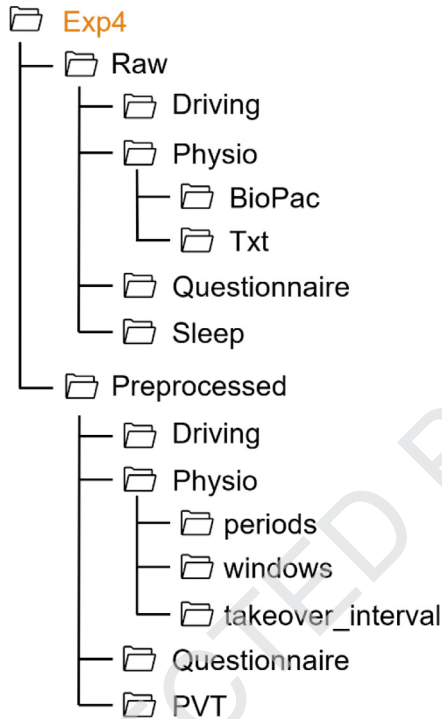 Exp4
Raw
Driving
Physio
BioPac
Txt
Questionnaire
Sleep
Preprocessed
Driving
Physio
periods
windows
takeover_interval
Questionnaire
PVT